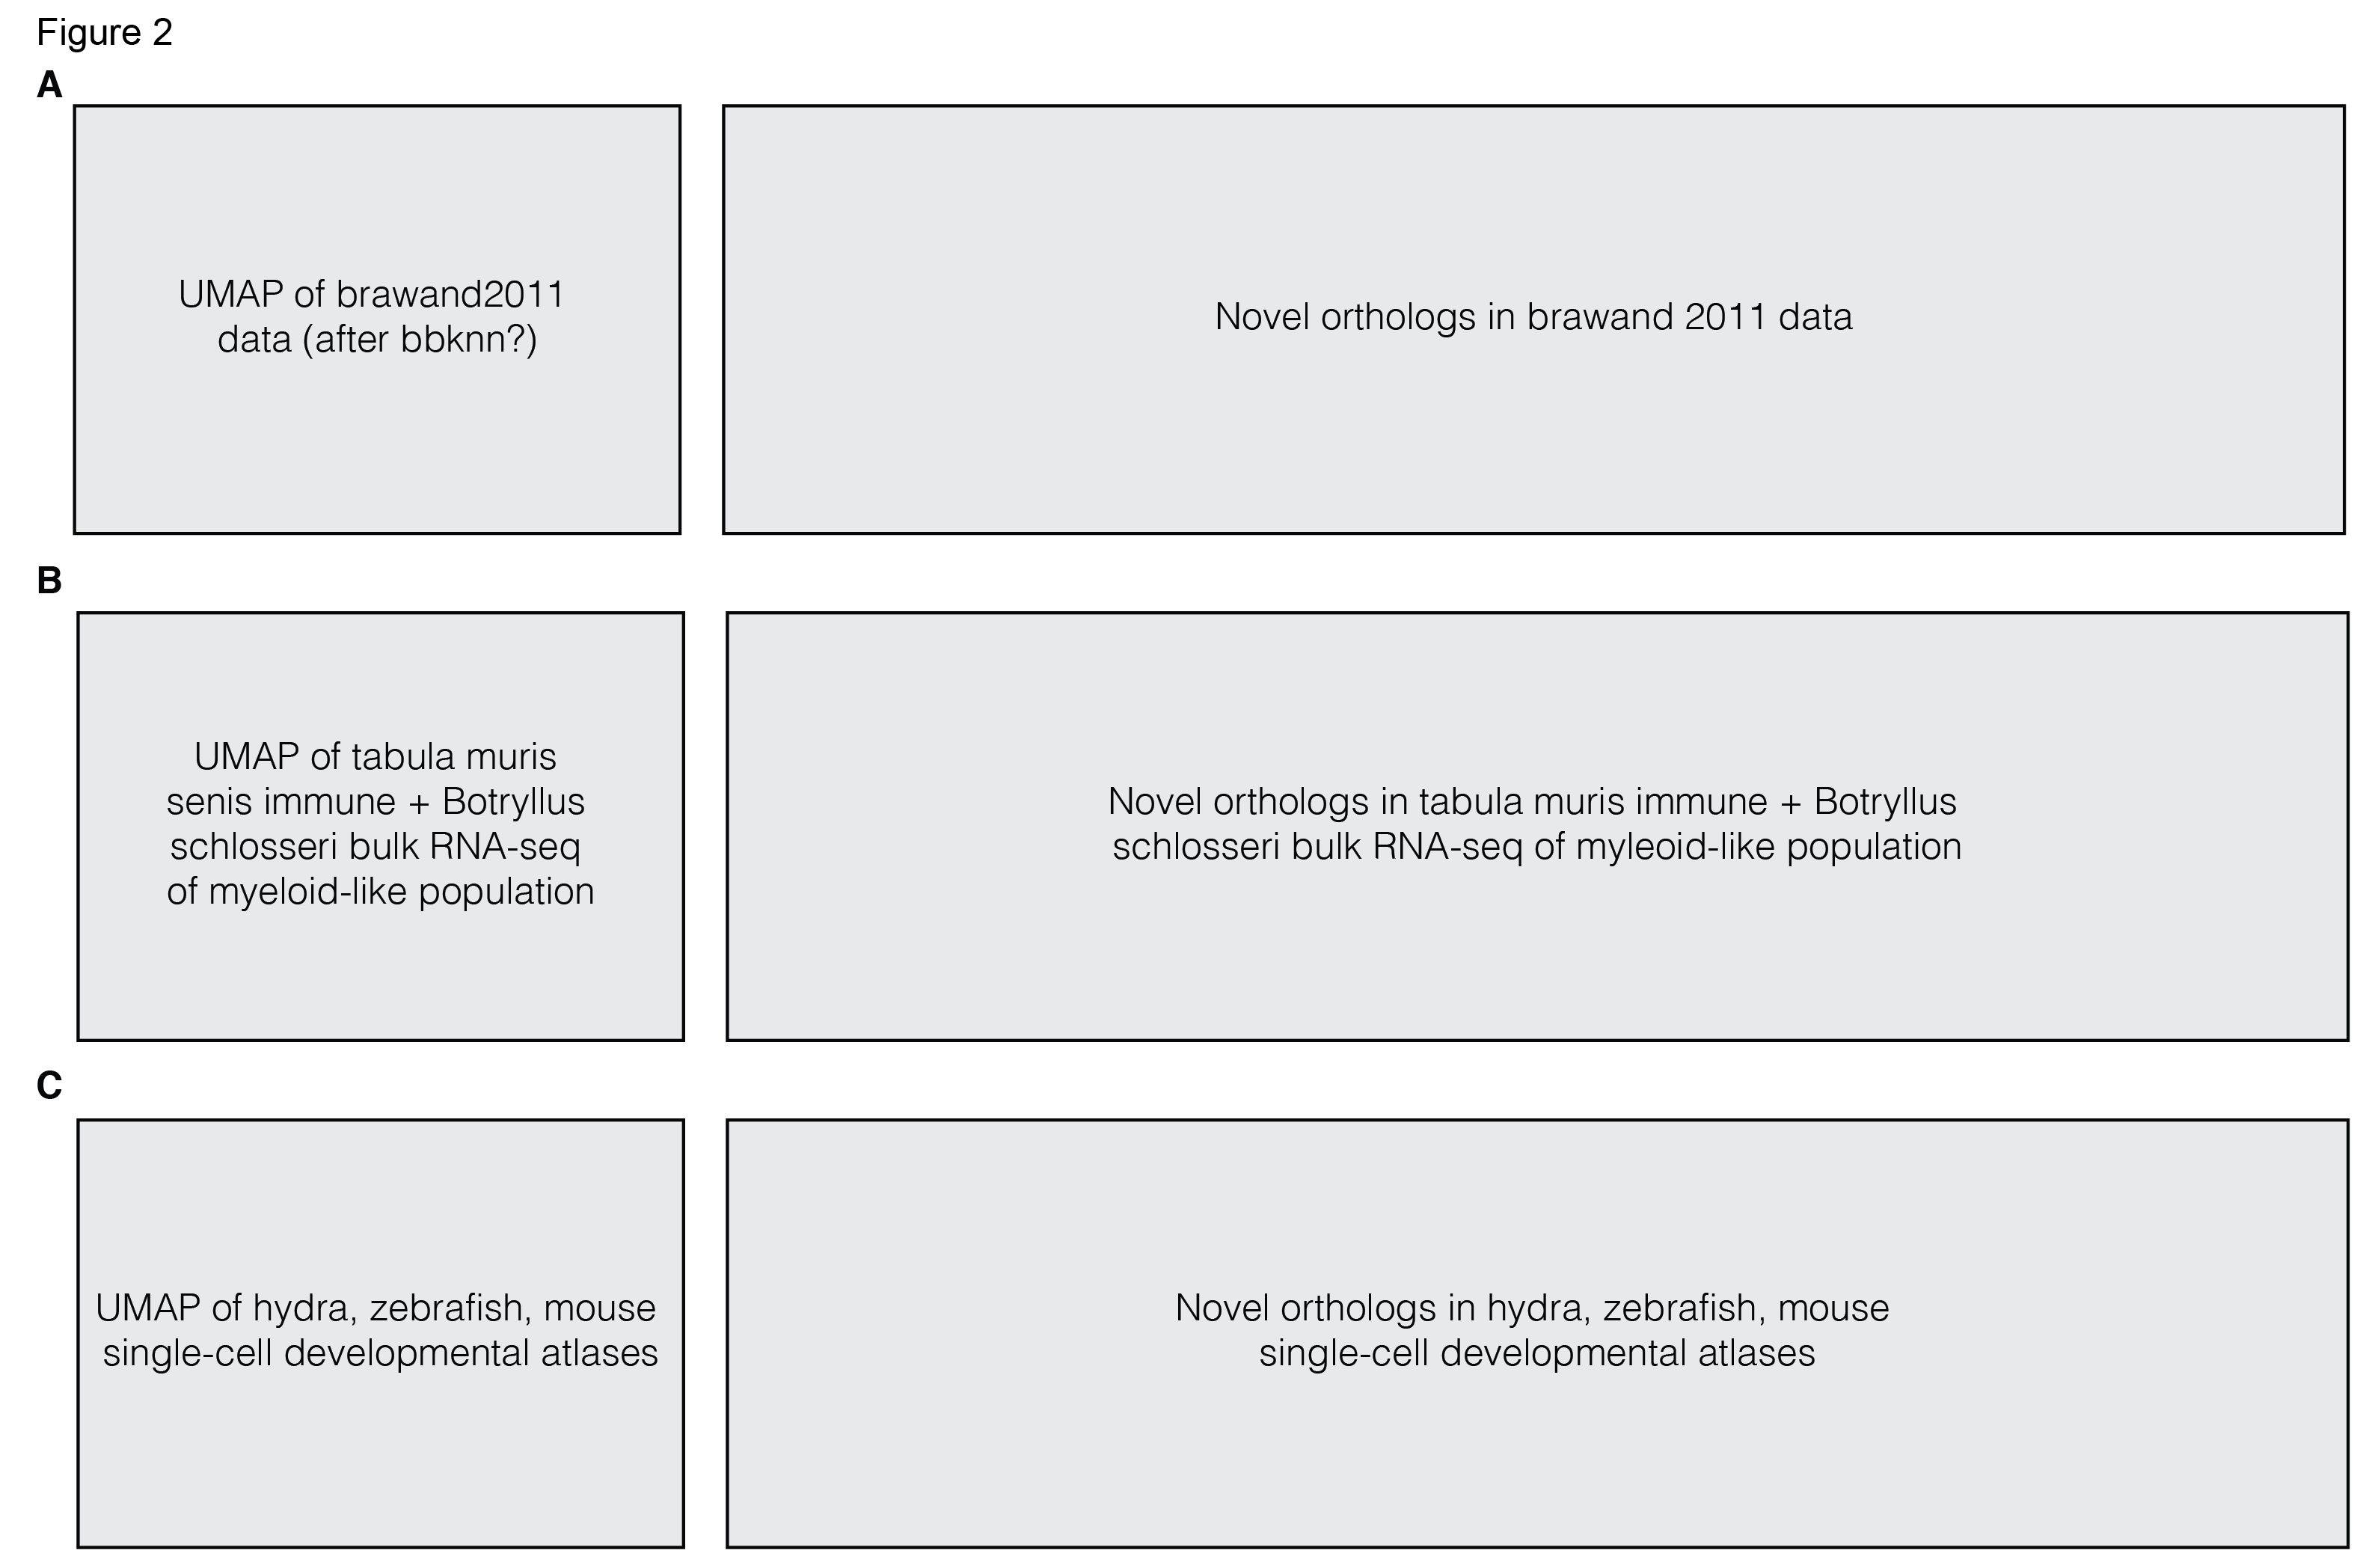 Figure 2
A
UMAP of brawand2011
data (after bbknn?)
Novel orthologs in brawand 2011 data
B
UMAP of tabula muris
senis immune + Botryllus
schlosseri bulk RNA-seq
of myeloid-like population
Novel orthologs in tabula muris immune + Botryllus
schlosseri bulk RNA-seq of myleoid-like population
C
UMAP of hydra, zebrafish, mouse
single-cell developmental atlases
Novel orthologs in hydra, zebrafish, mouse
single-cell developmental atlases